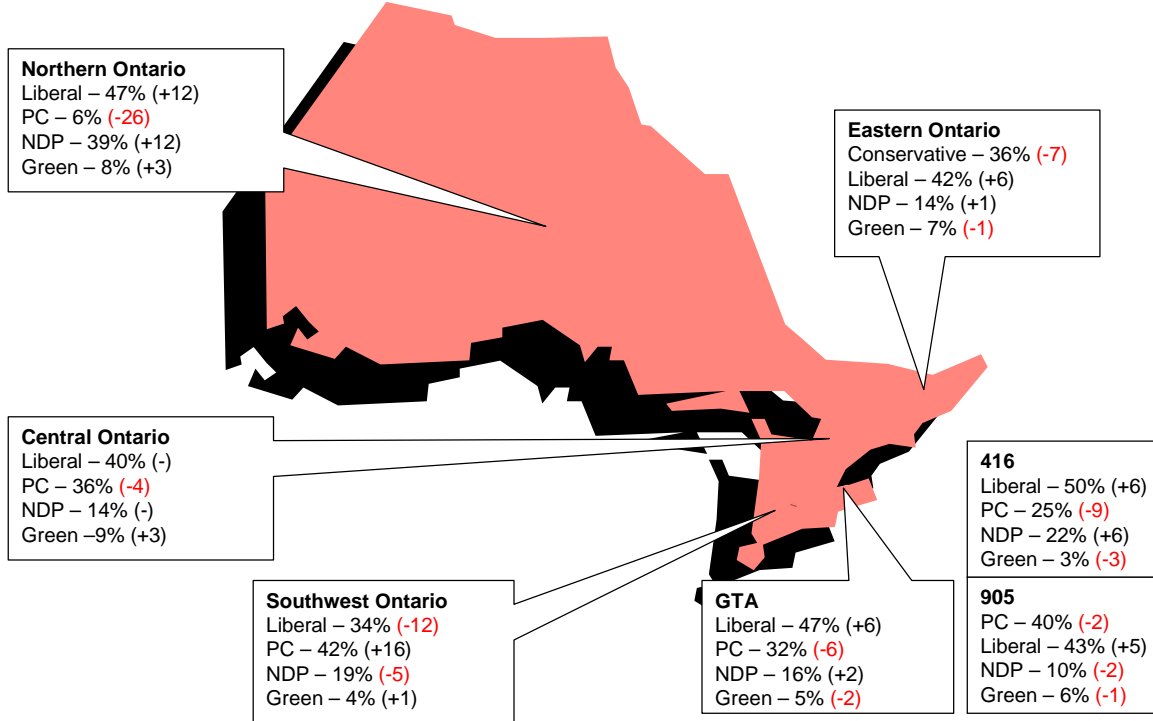 Northern Ontario
Liberal – 47% (+12)
PC – 6% (-26)
NDP – 39% (+12)
Green – 8% (+3)
Eastern Ontario
Conservative – 36% (-7)
Liberal – 42% (+6)
NDP – 14% (+1)
Green – 7% (-1)
Central Ontario
Liberal – 40% (-)
PC – 36% (-4)
NDP – 14% (-)
Green –9% (+3)
416
Liberal – 50% (+6)
PC – 25% (-9)
NDP – 22% (+6)
Green – 3% (-3)
Southwest Ontario
Liberal – 34% (-12)
PC – 42% (+16)
NDP – 19% (-5)
Green – 4% (+1)
GTA
Liberal – 47% (+6)
PC – 32% (-6)
NDP – 16% (+2)
Green – 5% (-2)
905
PC – 40% (-2)
Liberal – 43% (+5)
NDP – 10% (-2)
Green – 6% (-1)